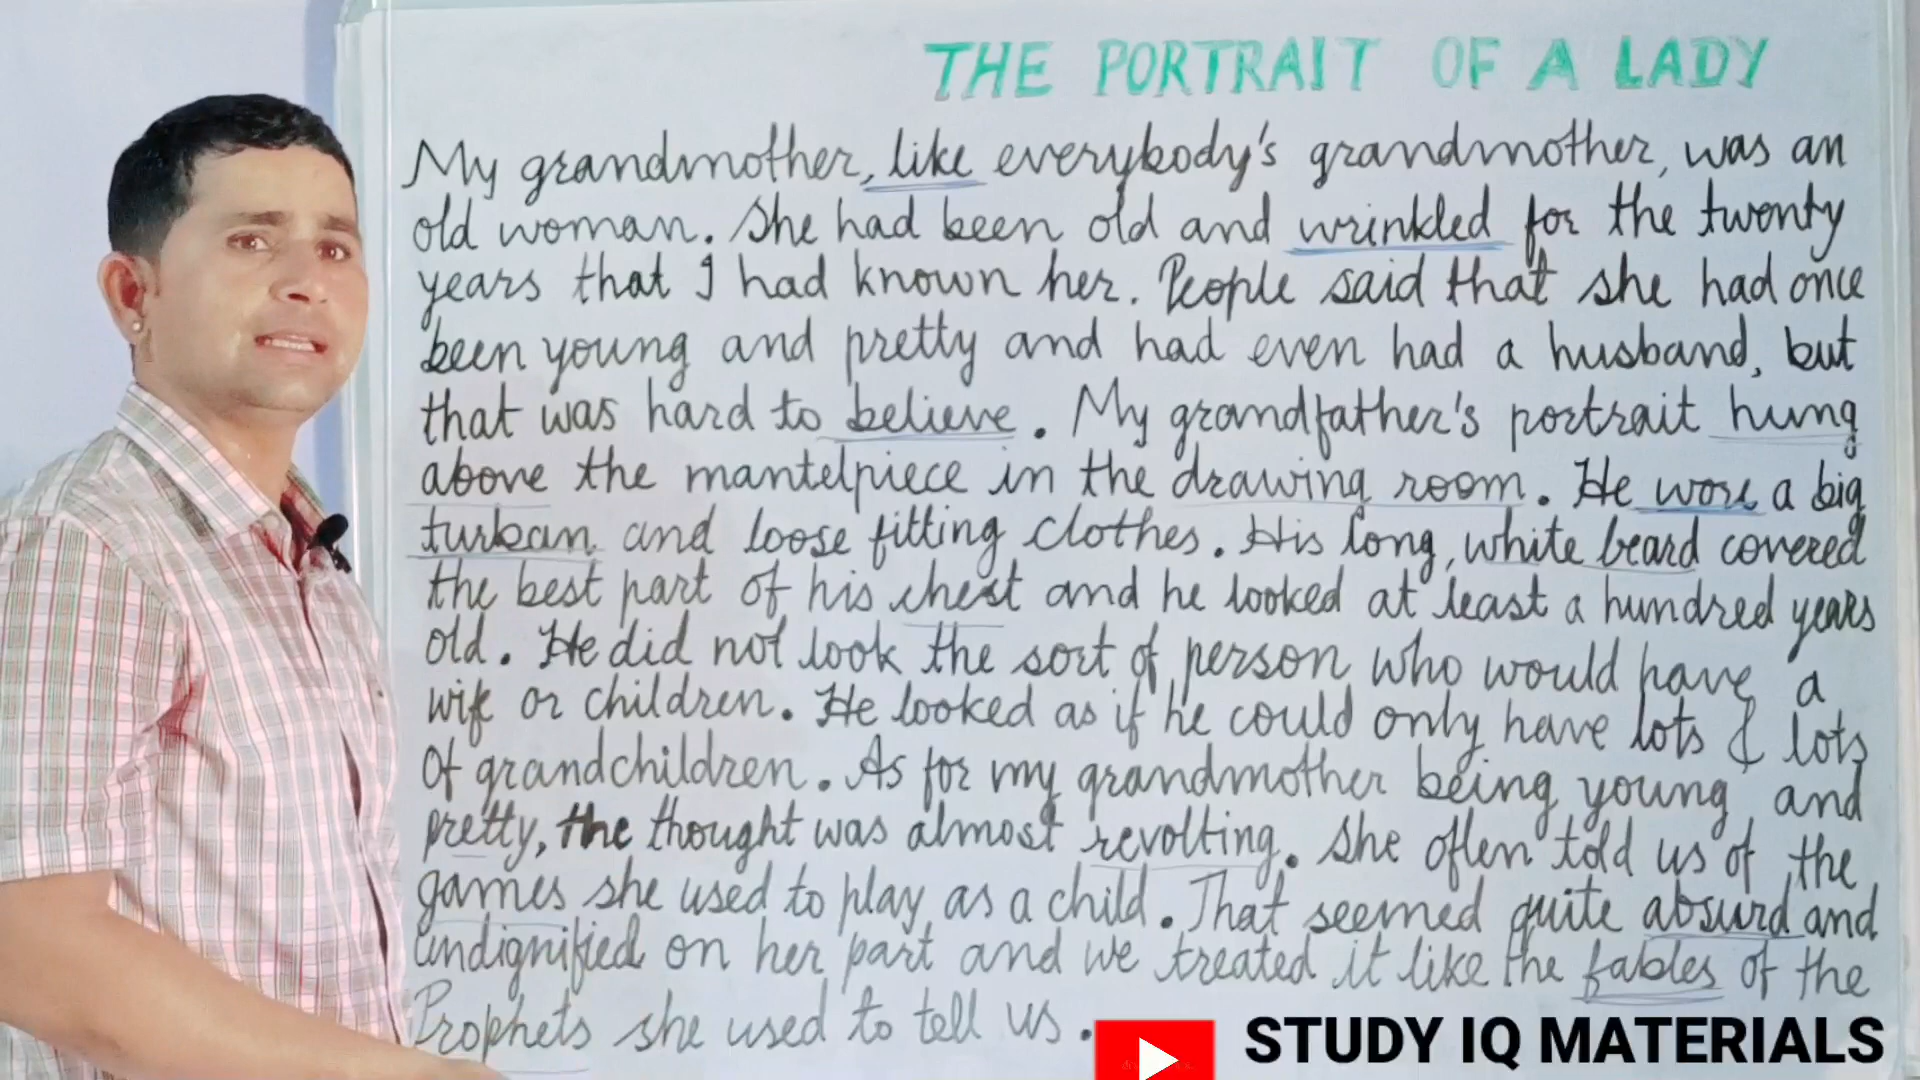 THE PORTRAIT OF A LADY
My grandmother, like everybody's grandmother, was an
old woman. She had been old and wrinkled for the twenty
years that I had known her. People said that she had once
been young and pretty and had even had a husband, but
that was hard to believe. My grandfather's portrait hung
above the mantelpiece in the drawing room. He wore a big
turban and loose fitting clothes. His long, white beard covered
the best part of his chest and he looked at least a hundred years
old. He did not look the sort of person who would have a
wife or children. He looked as if he could only have lots & lots
of grandchildren. As for my grandmother being young and
pretty, the thought was almost revolting. She often told us of the
games she used to play as a child. That seemed quite absurd and
undignified on her part and we treated it like the fables of the
Prophets she used to tell us.
STUDY IQ MATERIALS